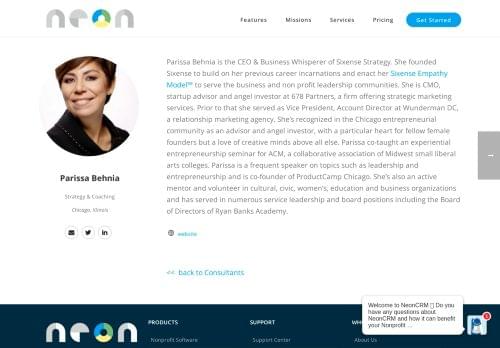 neon
Features
Missions
Services
Pricing
Get Started
Parissa Behnia is the CEO & Business Whisperer of Sixense Strategy. She founded
Sixense to build on her previous career incarnations and enact her Sixense Empathy
Model™ to serve the business and non profit leadership communities. She is CMO,
startup advisor and angel investor at 678 Partners, a firm offering strategic marketing
services. Prior to that she served as Vice President, Account Director at Wunderman DC,
a relationship marketing agency. She's recognized in the Chicago entrepreneurial
community as an advisor and angel investor, with a particular heart for fellow female
founders but a love of creative minds above all else. Parissa co-taught an experiential
entrepreneurship seminar for ACM, a collaborative association of Midwest small liberal
arts colleges. Parissa is a frequent speaker on topics such as leadership and
entrepreneurship and is co-founder of ProductCamp Chicago. She's also an active
mentor and volunteer in cultural, civic, women's, education and business organizations
and has served in numerous service leadership and board positions including the Board
of Directors of Ryan Banks Academy.
Parissa Behnia
Strategy & Coaching
Chicago, Illinois
website
<< back to Consultants
neon
PRODUCTS
Nonprofit Software
SUPPORT
Support Center
WH
About Us
Welcome to NeonCRM Do you
have any questions about
NeonCRM and how it can benefit
your Nonprofit ...
1